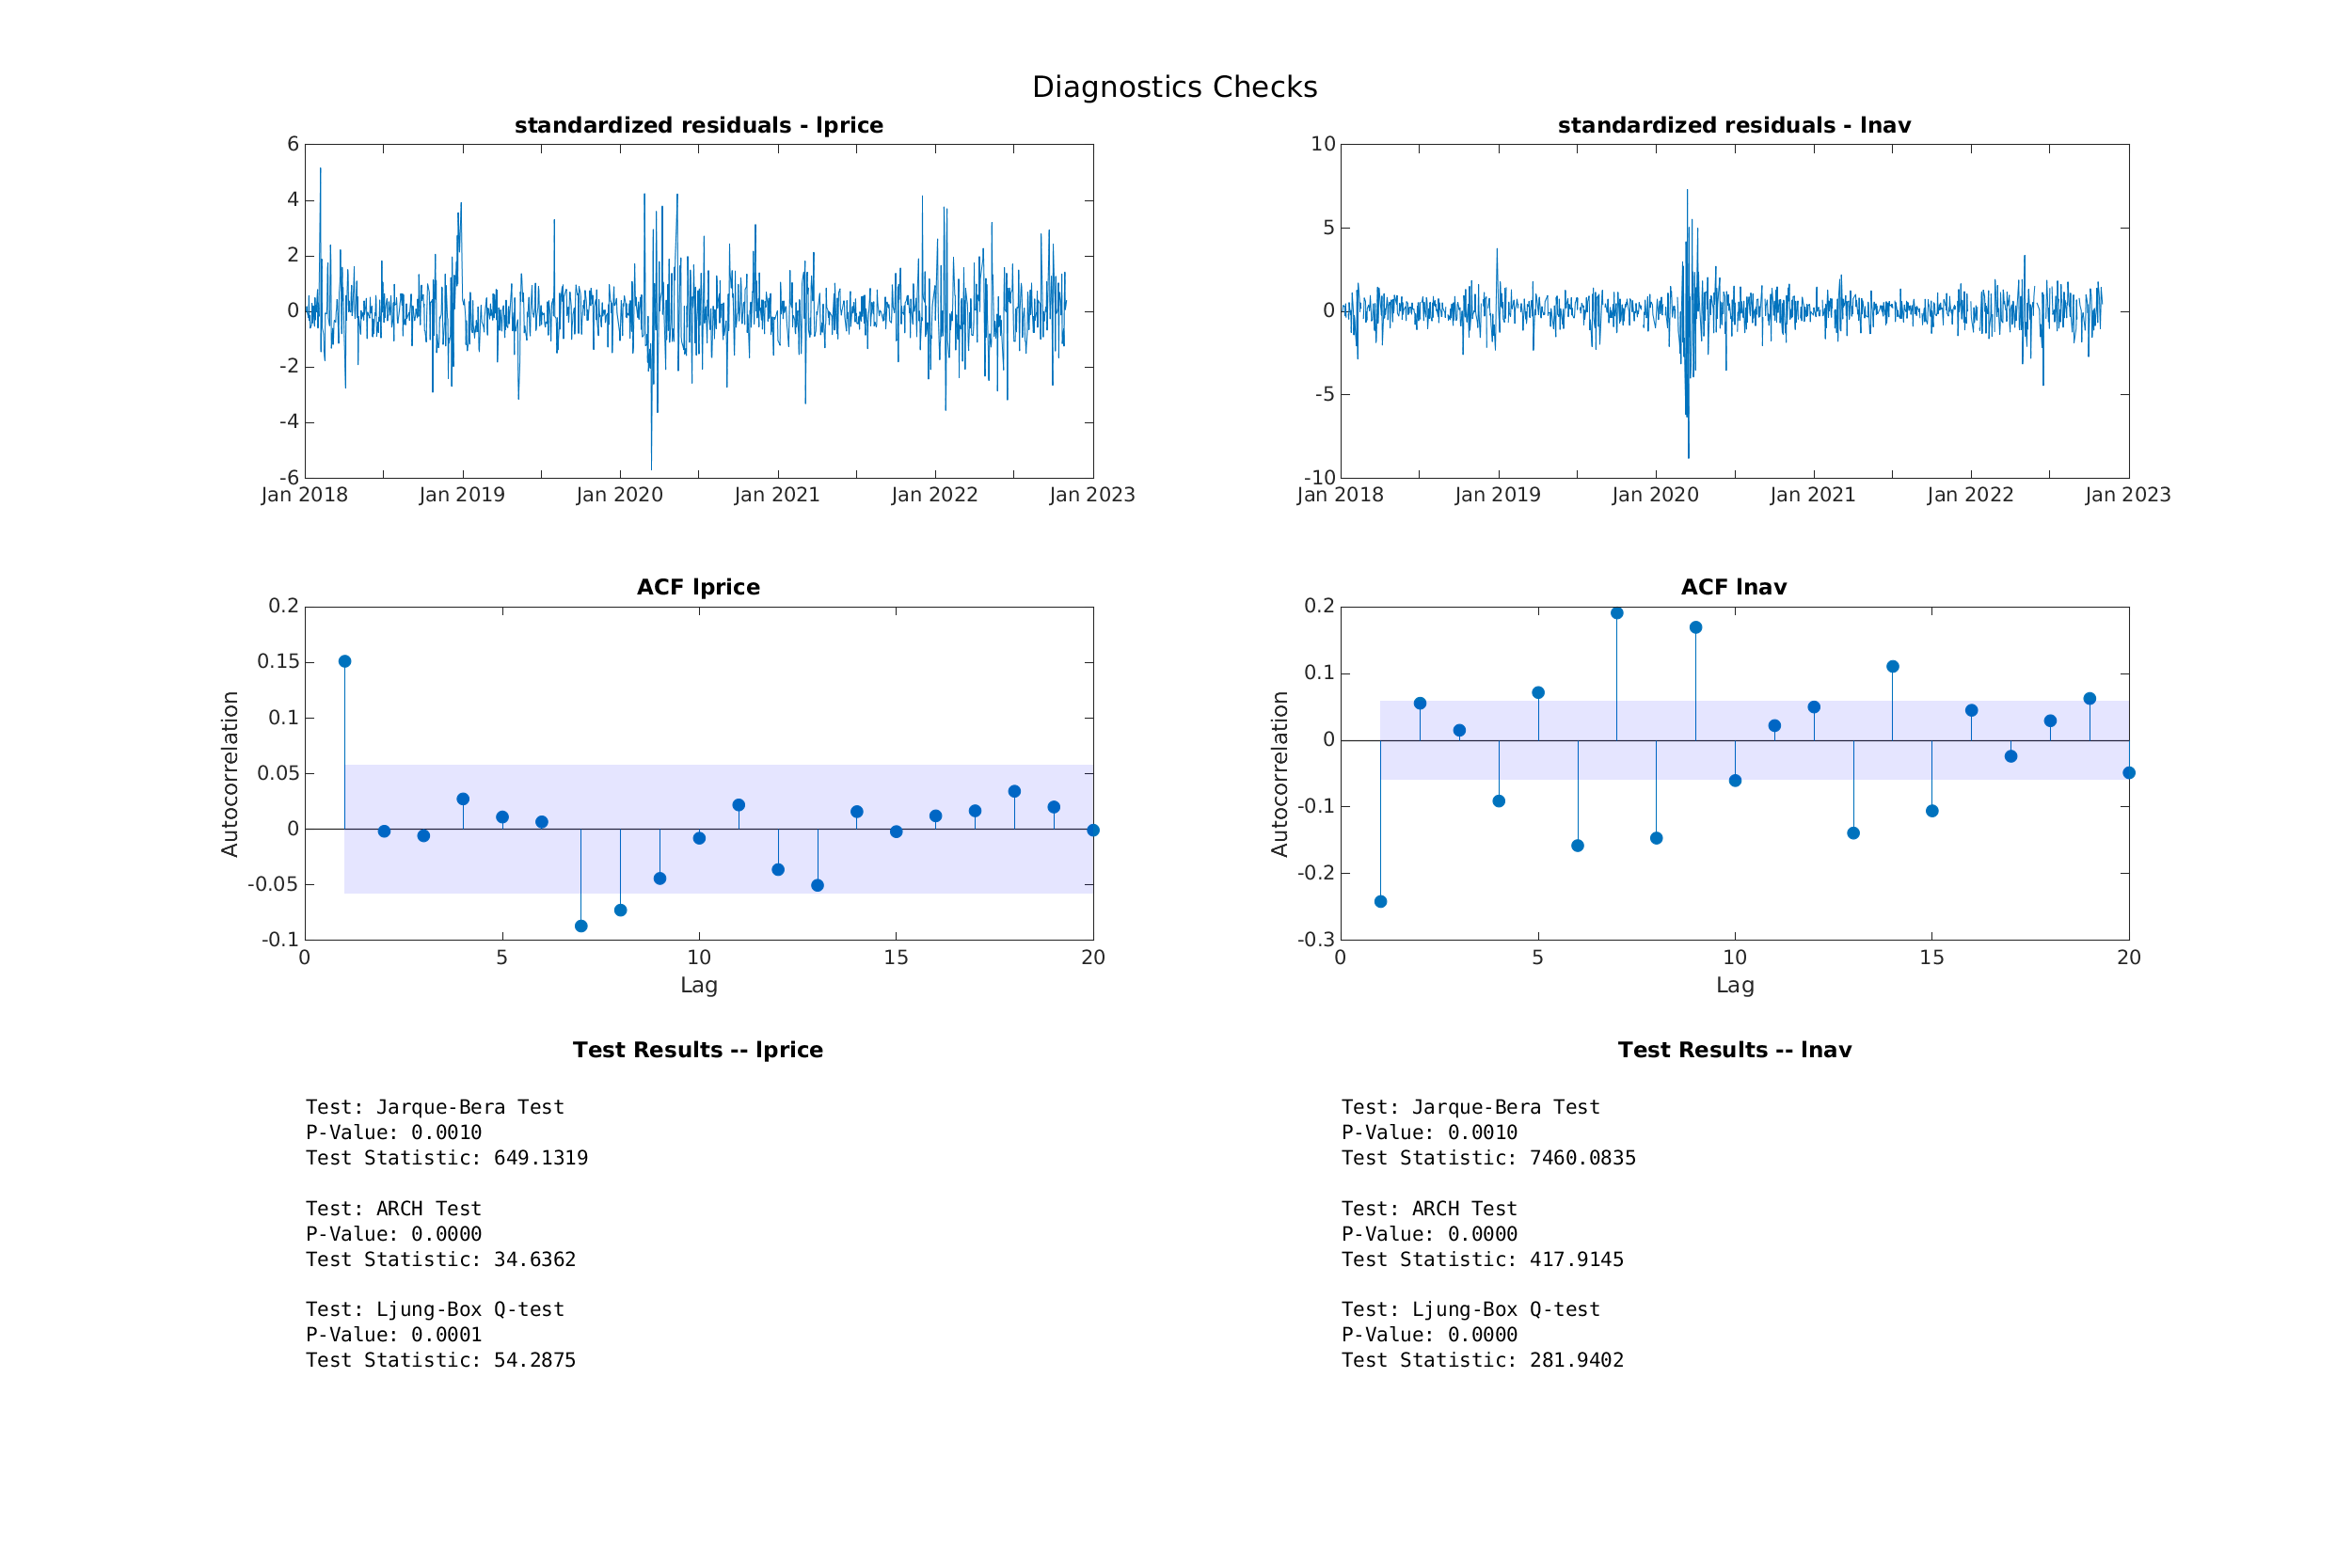 Diagnostics Checks
standardized residuals - lprice
6
4
2
0
-2
-4
-6
Jan 2018 Jan 2019 Jan 2020 Jan 2021 Jan 2022 Jan 2023
standardized residuals - lnav
10
5
0
-5
-10
Jan 2018 Jan 2019 Jan 2020 Jan 2021 Jan 2022 Jan 2023
ACF lprice
Autocorrelation
0.2
0.15
0.1
0.05
0
-0.05
-0.1
0 5 10 15 20
Lag
ACF lnav
Autocorrelation
0.2
0.1
0
-0.1
-0.2
-0.3
0 5 10 15 20
Lag
Test Results -- lprice
Test: Jarque-Bera Test
P-Value: 0.0010
Test Statistic: 649.1319
Test: ARCH Test
P-Value: 0.0000
Test Statistic: 34.6362
Test: Ljung-Box Q-test
P-Value: 0.0001
Test Statistic: 54.2875
Test Results -- lnav
Test: Jarque-Bera Test
P-Value: 0.0010
Test Statistic: 7460.0835
Test: ARCH Test
P-Value: 0.0000
Test Statistic: 417.9145
Test: Ljung-Box Q-test
P-Value: 0.0000
Test Statistic: 281.9402